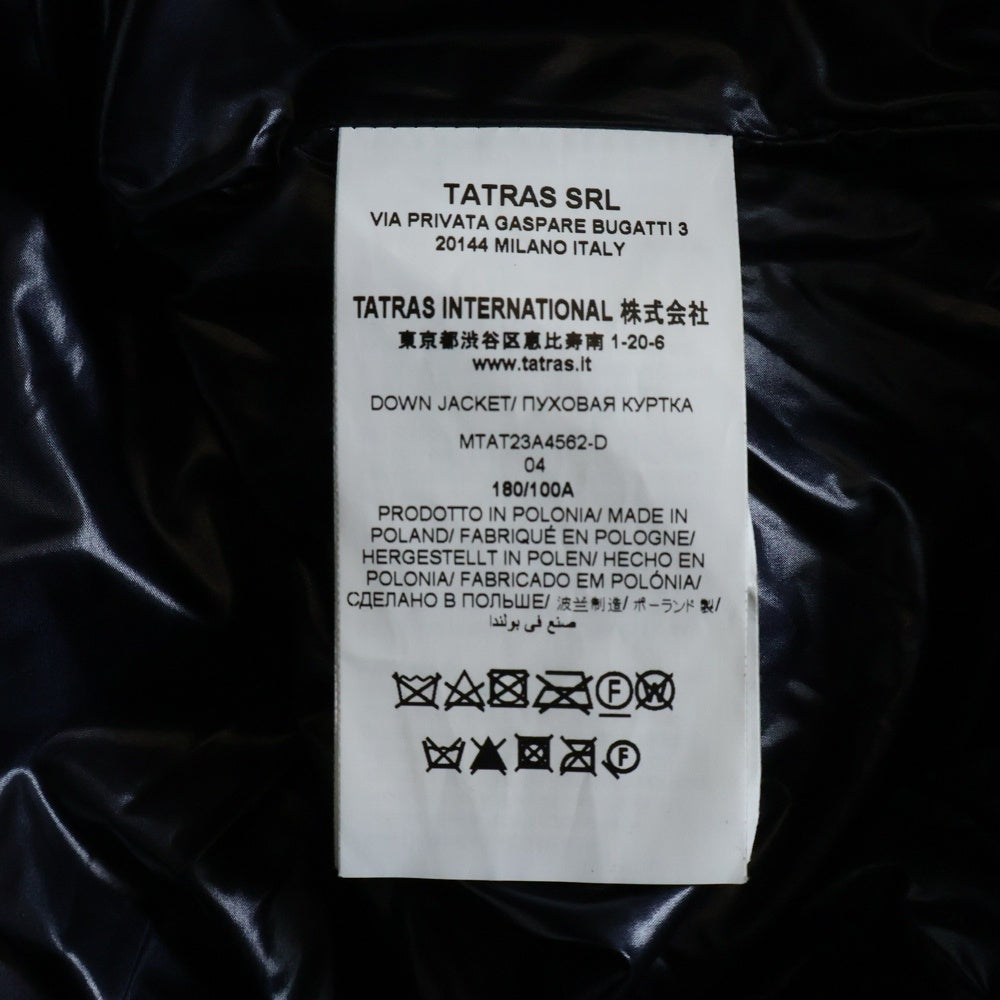 TATRAS SRL
VIA PRIVATA GASPARE BUGATTI 3
20144 MILANO ITALY
TATRAS INTERNATIONAL 株式会社
東京都渋谷区恵比寿南 1-20-6
www.tatras.it
DOWN JACKET/ ПУХОВАЯ КУРТКА
MTAT23A4562-D
04
180/100A
PRODOTTO IN POLONIA/ MADE IN
POLAND/ FABRIQUÉ EN POLOGNE/
HERGESTELLT IN POLEN/ HECHO EN
POLONIA/ FABRICADO EM POLÓNIA/
СДЕЛАНО В ПОЛЬШЕ/ 波兰制造/ ポーランド 製/
صنع في بولندا
F W
F